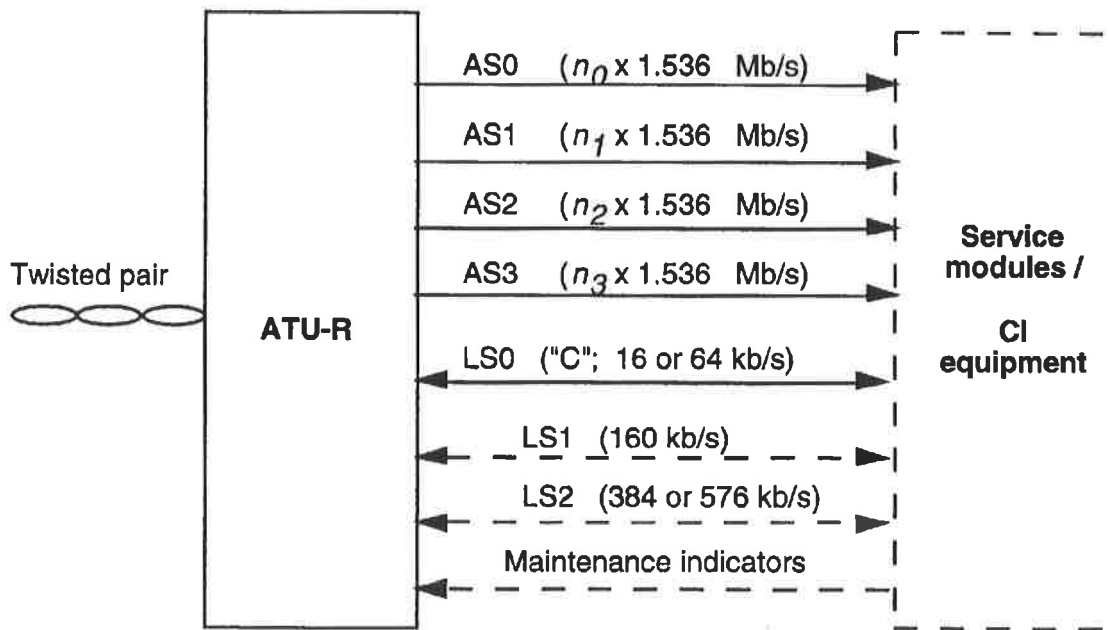 AS0 (n0 x 1.536 Mb/s)
AS1 (n1 x 1.536 Mb/s)
AS2 (n2 x 1.536 Mb/s)
AS3 (n3 x 1.536 Mb/s)
Twisted pair
ATU-R
LS0 ("C"; 16 or 64 kb/s)
LS1 (160 kb/s)
LS2 (384 or 576 kb/s)
Maintenance indicators
Service
modules /
CI
equipment